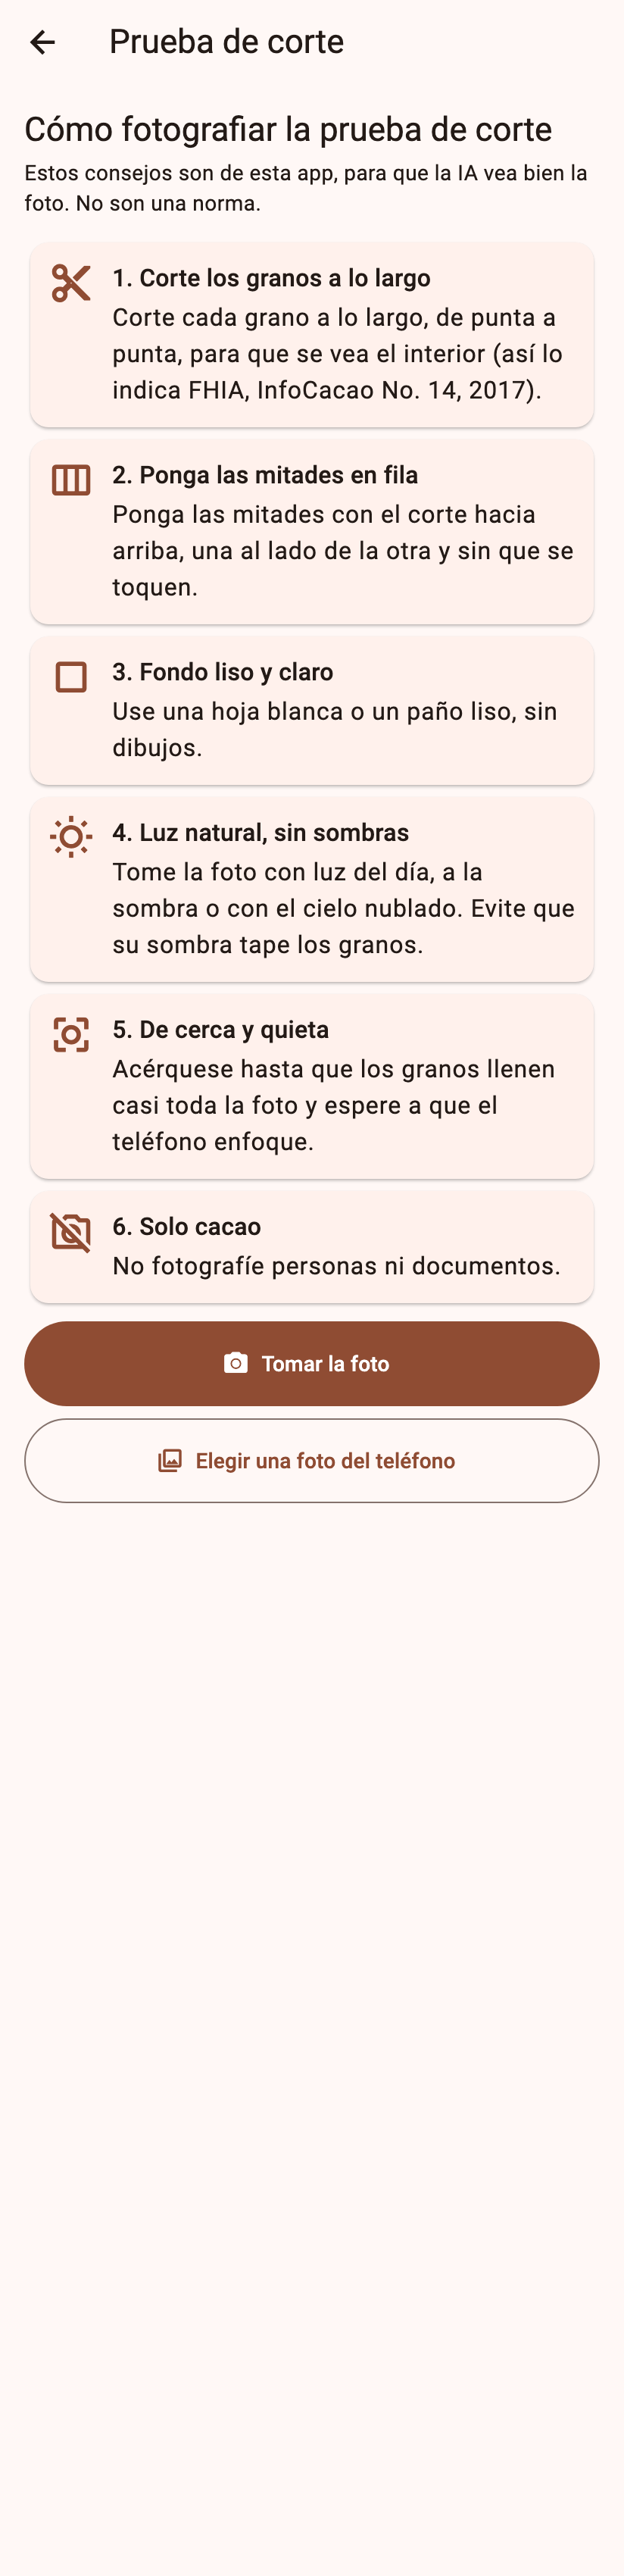 Prueba de corte
Cómo fotografiar la prueba de corte
Estos consejos son de esta app, para que la IA vea bien la
foto. No son una norma.
1. Corte los granos a lo largo
Corte cada grano a lo largo, de punta a
punta, para que se vea el interior (así lo
indica FHIA, InfoCacao No. 14, 2017).
2. Ponga las mitades en fila
Ponga las mitades con el corte hacia
arriba, una al lado de la otra y sin que se
toquen.
3. Fondo liso y claro
Use una hoja blanca o un paño liso, sin
dibujos.
4. Luz natural, sin sombras
Tome la foto con luz del día, a la
sombra o con el cielo nublado. Evite que
su sombra tape los granos.
5. De cerca y quieta
Acérquese hasta que los granos llenen
casi toda la foto y espere a que el
teléfono enfoque.
6. Solo cacao
No fotografíe personas ni documentos.
Tomar la foto
Elegir una foto del teléfono